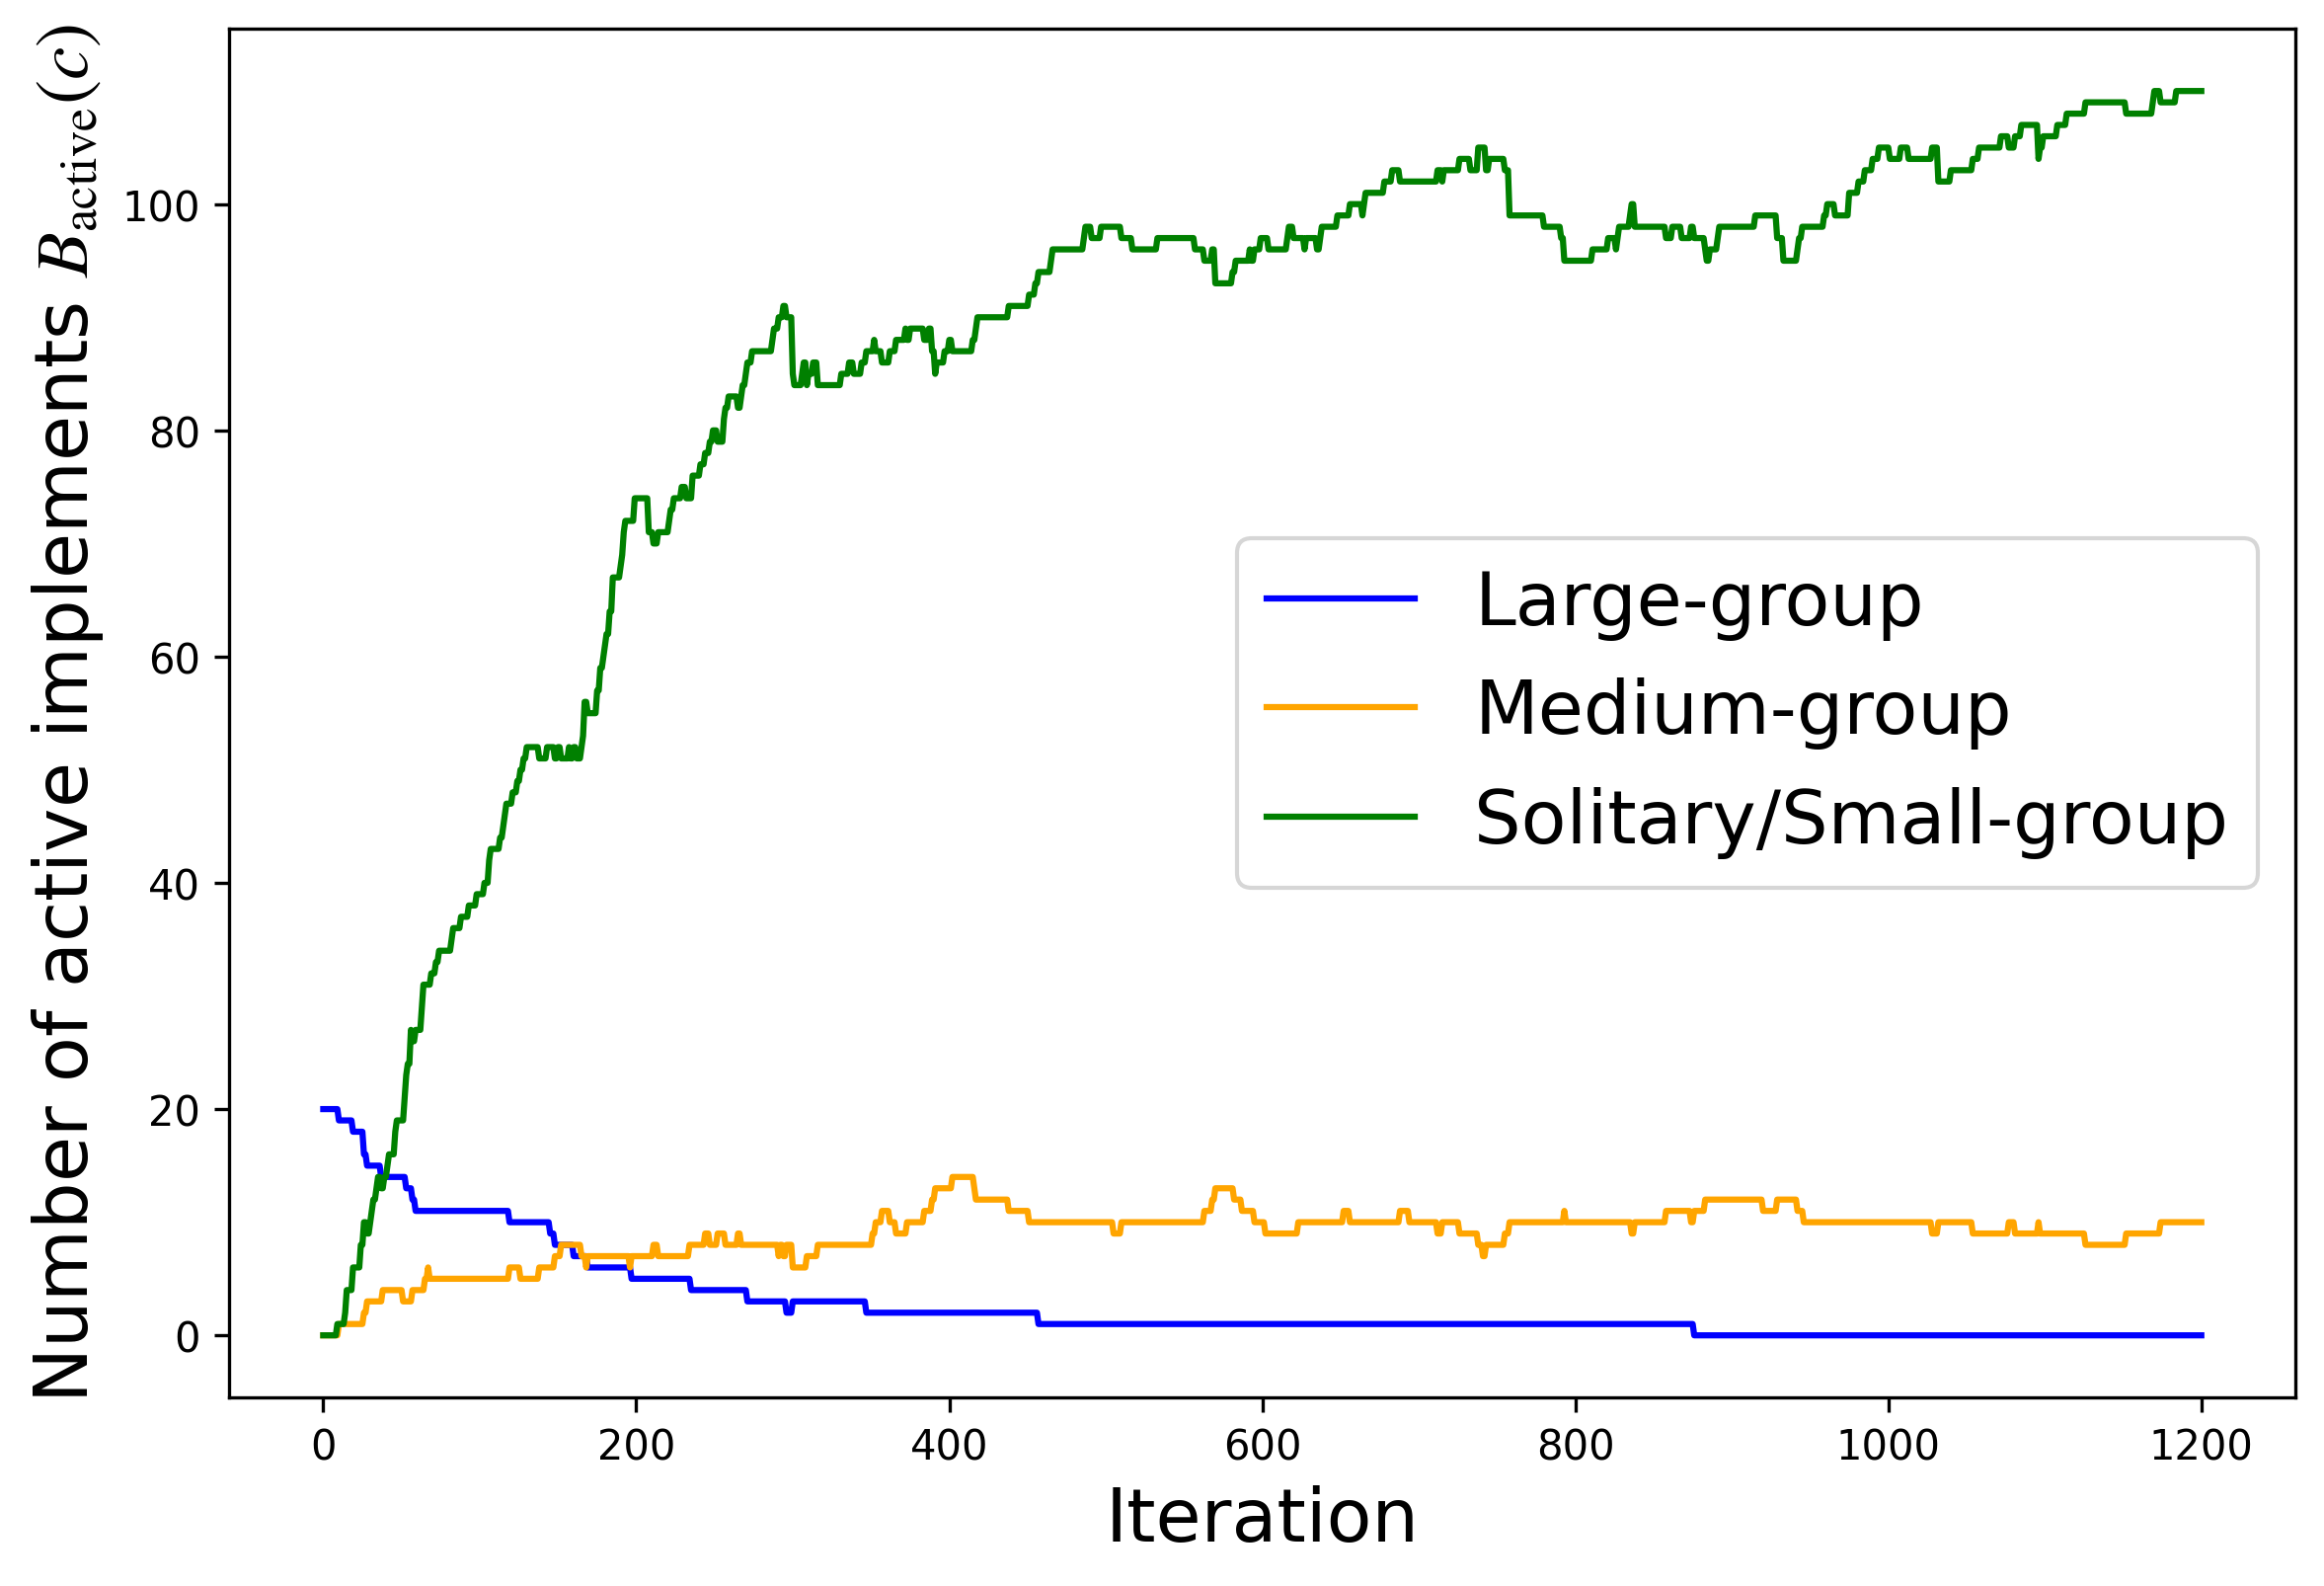 Number of active implements B_active(c)
100
80
60
40
20
0
Large-group
Medium-group
Solitary/Small-group
0 200 400 600 800 1000 1200
Iteration